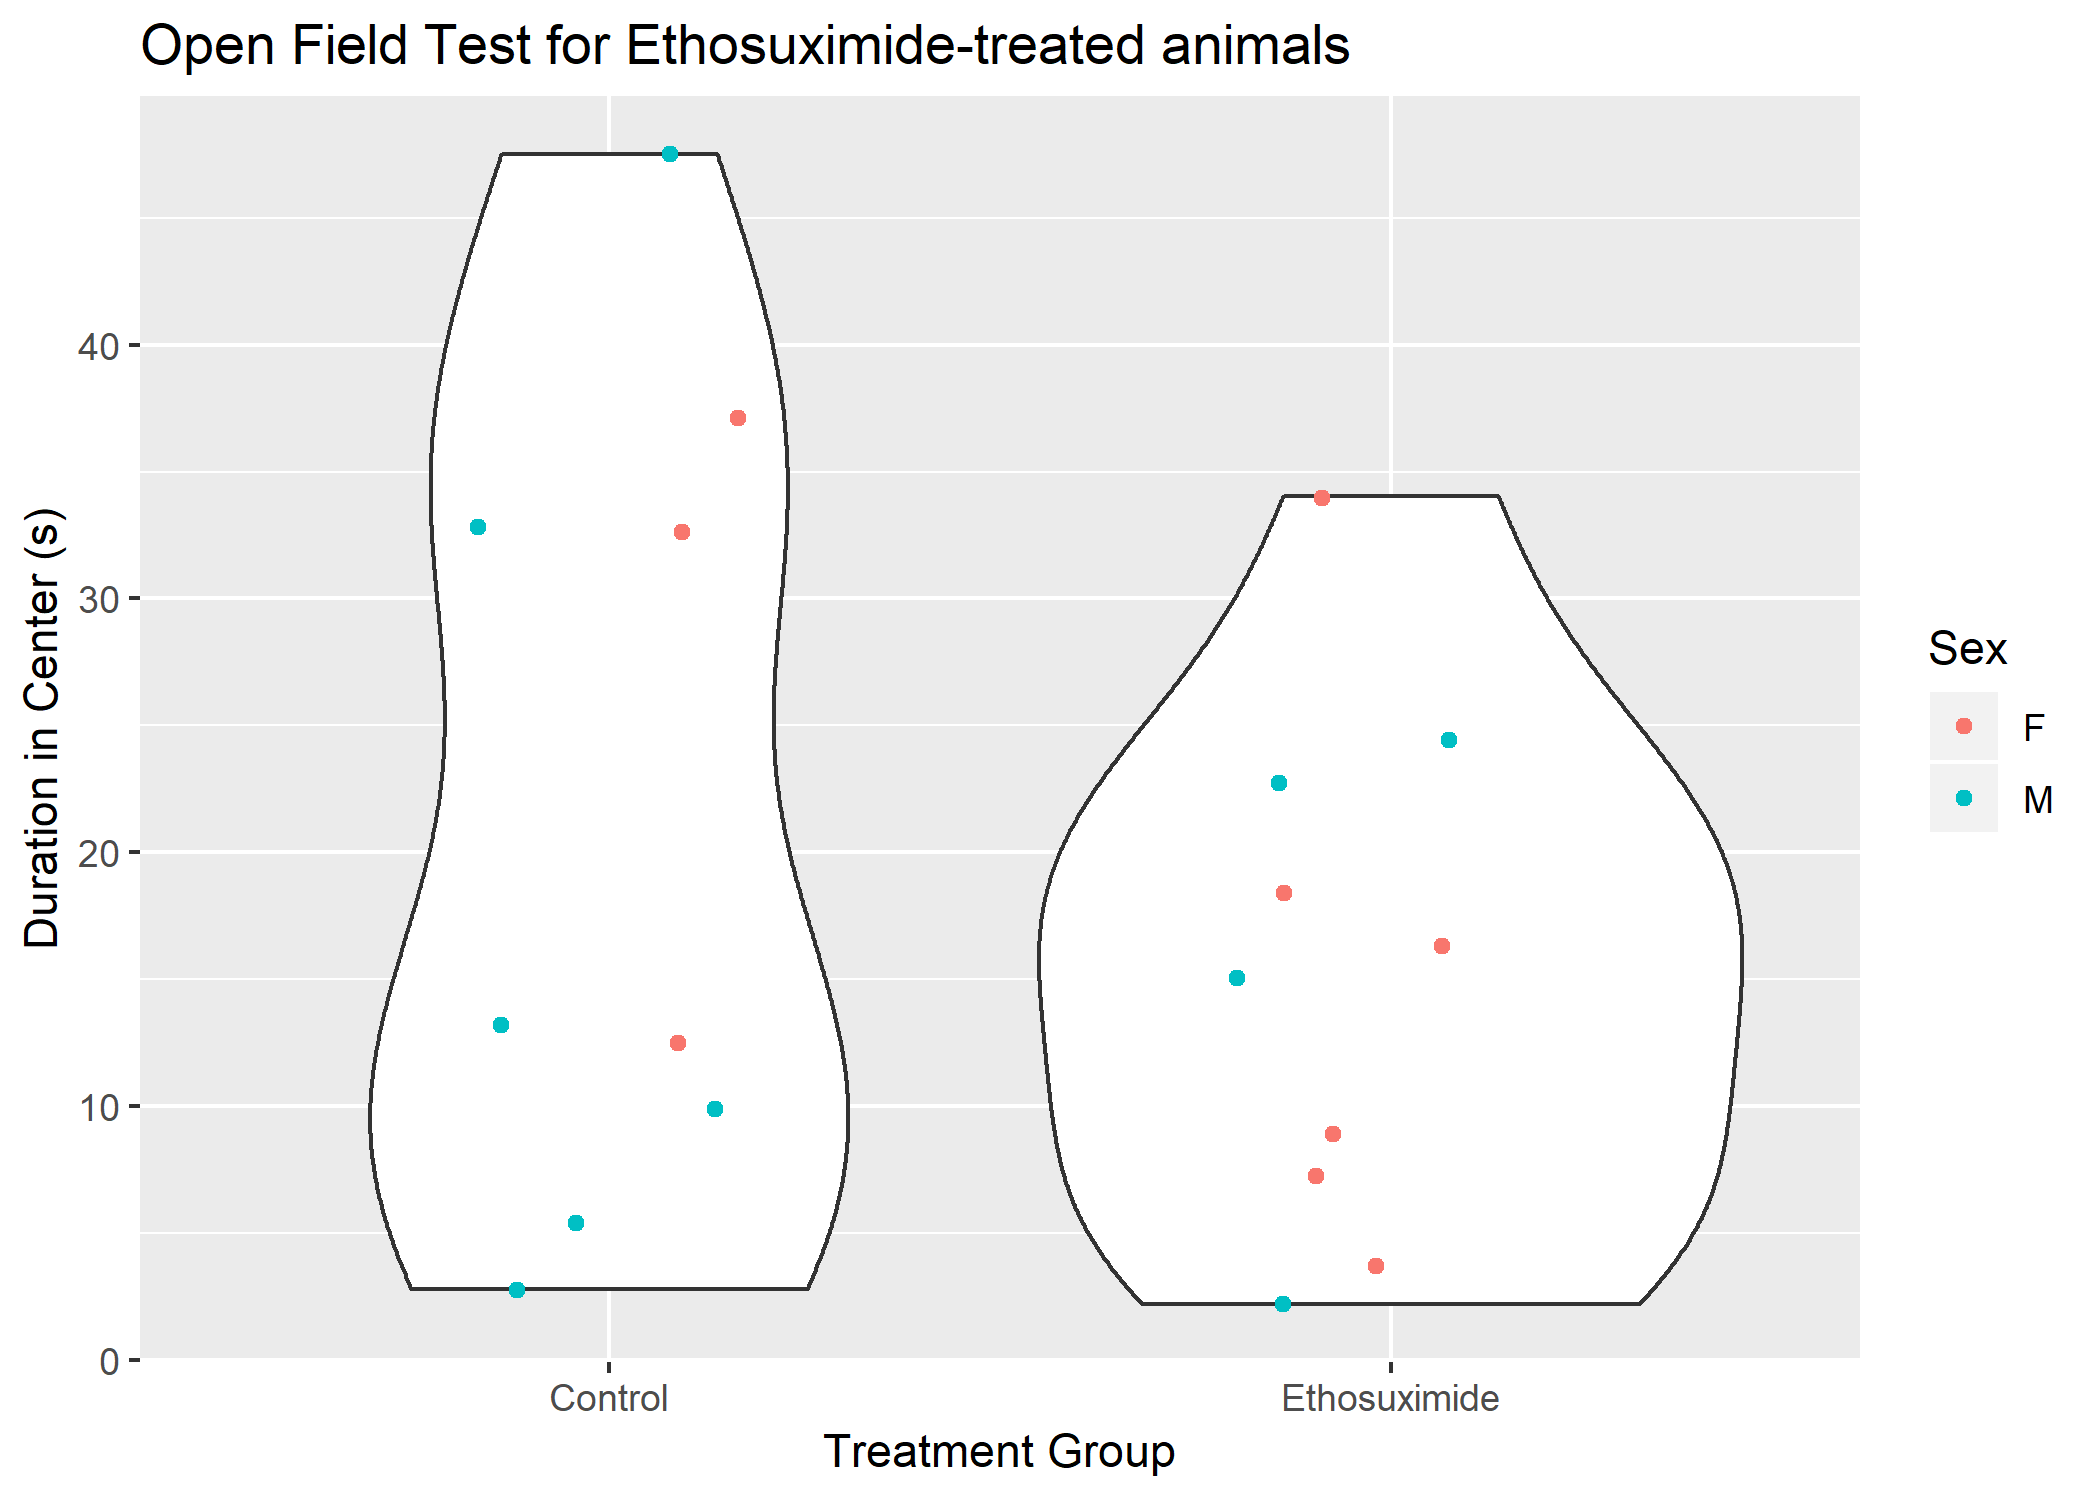 Open Field Test for Ethosuximide-treated animals
Duration in Center (s)
40
30
20
10
0
Control
Ethosuximide
Treatment Group
Sex
F
M